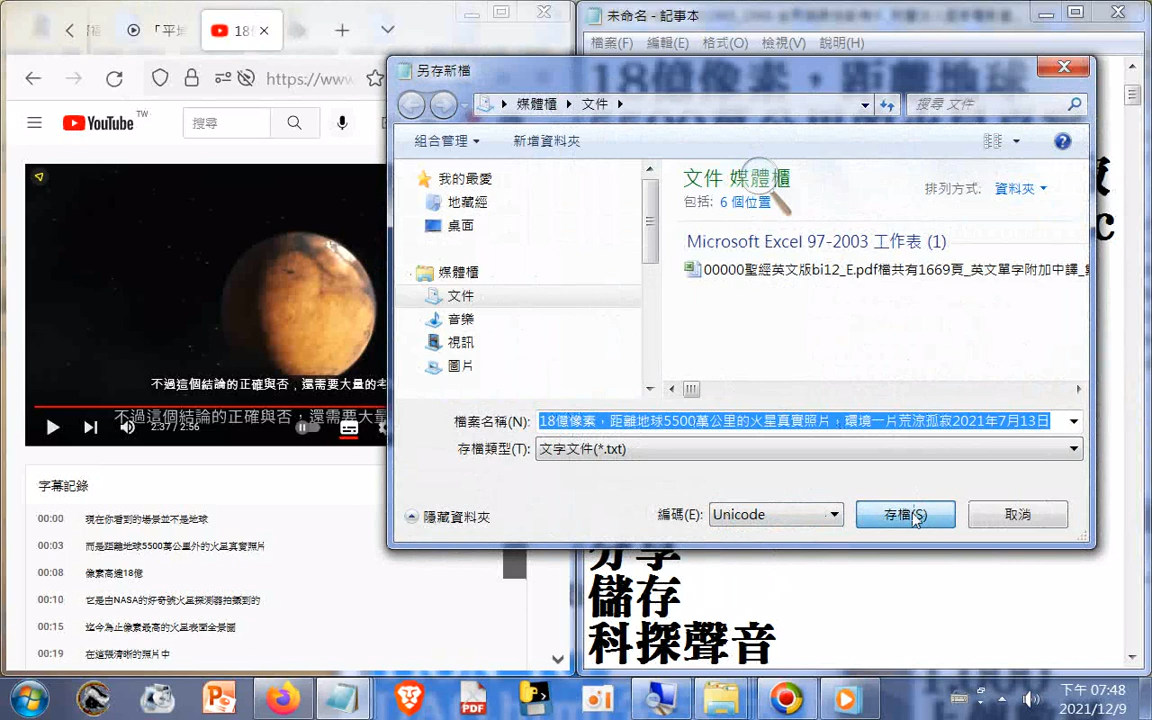 18億
未命名 - 記事本
檔案(F) 編輯(E) 格式(O) 檢視(V) 說明(H)
https://www
YouTube TW
搜尋
18億像素，距離地球
c
另存新檔
媒體櫃 文件
搜尋 文件
組合管理 新增資料夾
我的最愛
地藏經
桌面
媒體櫃
文件
音樂
視訊
圖片
文件 媒體櫃
包括: 6 個位置
排列方式: 資料夾
Microsoft Excel 97-2003 工作表 (1)
00000聖經英文版bi12_E.pdf檔共有1669頁_英文單字附加中譯_
檔案名稱(N): 18億像素，距離地球5500萬公里的火星真實照片，環境一片荒涼孤寂2021年7月13日
存檔類型(T): 文字文件(*.txt)
隱藏資料夾
編碼(E): Unicode
存檔(S)
取消
不過這個結論的正確與否，還需要大量的考
不過這個結論的正確與否，還需要大量
2:37 / 2:56
字幕記錄
00:00 現在你看到的場景並不是地球
00:03 而是距離地球5500萬公里外的火星真實照片
00:08 像素高達18億
00:10 它是由NASA的好奇號火星探測器拍攝到的
00:15 迄今為止像素最高的火星表面全景圖
00:19 在這張清晰的照片中
分享
儲存
科探聲音
PDF
下午 07:48
2021/12/9